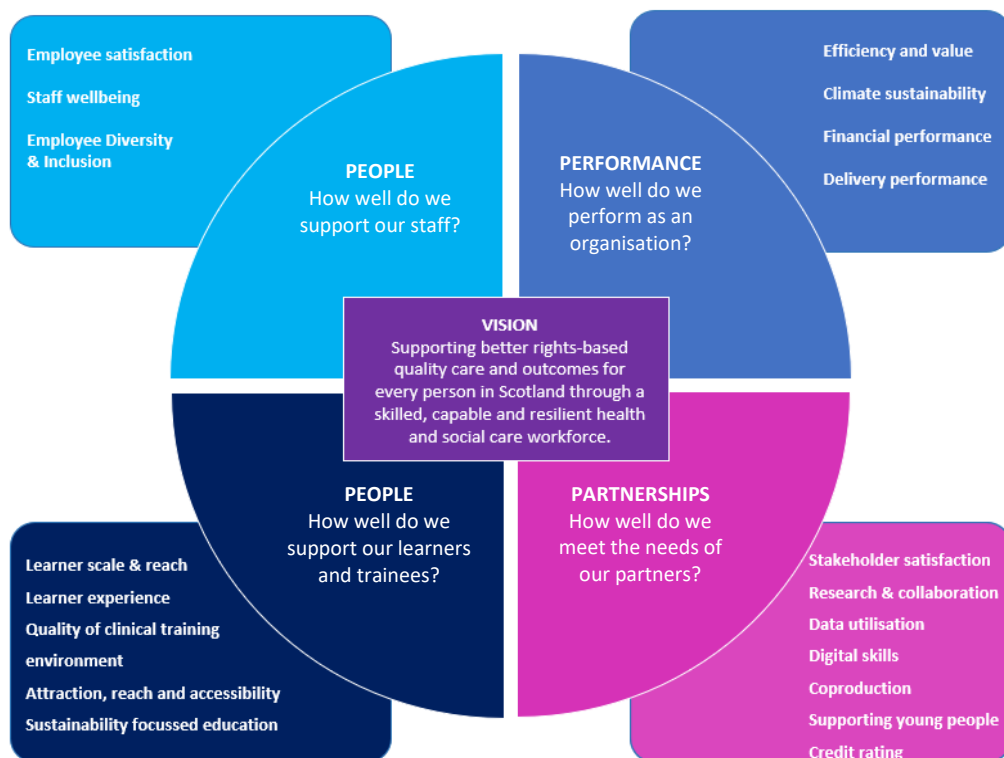 Employee satisfaction
Staff wellbeing
Employee Diversity
& Inclusion
PEOPLE
How well do we
support our staff?
Efficiency and value
Climate sustainability
Financial performance
Delivery performance
PERFORMANCE
How well do we
perform as an
organisation?
VISION
Supporting better rights-based
quality care and outcomes for
every person in Scotland through a
skilled, capable and resilient health
and social care workforce.
PEOPLE
How well do we
support our learners
and trainees?
Learner scale & reach
Learner experience
Quality of clinical training
environment
Attraction, reach and accessibility
Sustainability focussed education
PARTNERSHIPS
How well do we
meet the needs of
our partners?
Stakeholder satisfaction
Research & collaboration
Data utilisation
Digital skills
Coproduction
Supporting young people
Credit rating